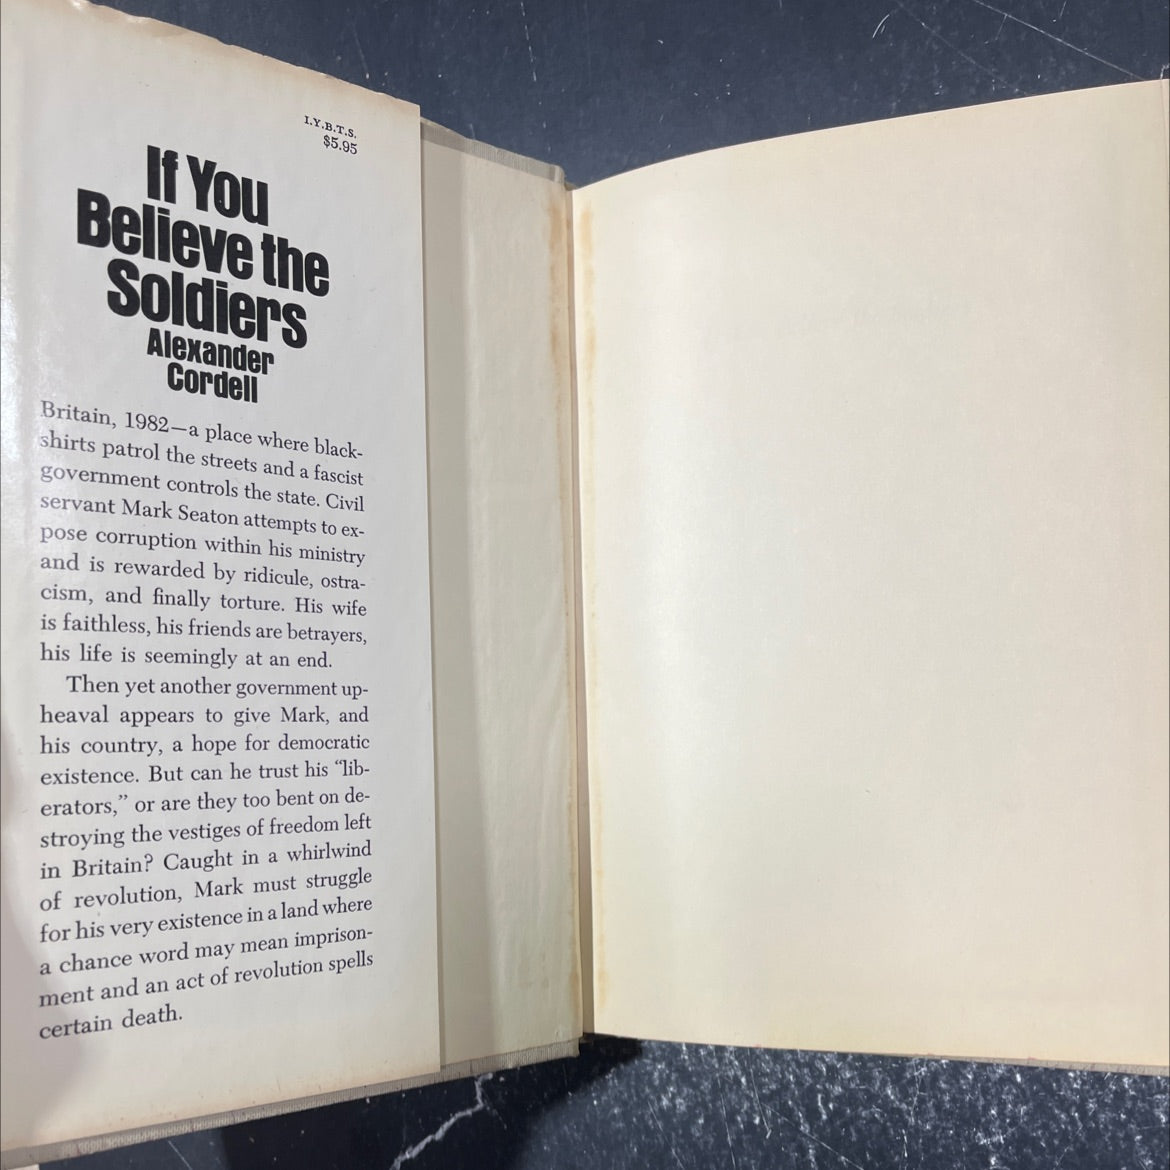 I.Y.B.T.S.
$5.95
If You
Believe the
Soldiers
Alexander
Cordell
Britain, 1982—a place where black-
shirts patrol the streets and a fascist
government controls the state. Civil
servant Mark Seaton attempts to ex-
pose corruption within his ministry
and is rewarded by ridicule, ostra-
cism, and finally torture. His wife
is faithless, his friends are betrayers,
his life is seemingly at an end.
Then yet another government up-
heaval appears to give Mark, and
his country, a hope for democratic
existence. But can he trust his “lib-
erators,” or are they too bent on de-
stroying the vestiges of freedom left
in Britain? Caught in a whirlwind
of revolution, Mark must struggle
for his very existence in a land where
a chance word may mean imprison-
ment and an act of revolution spells
certain death.